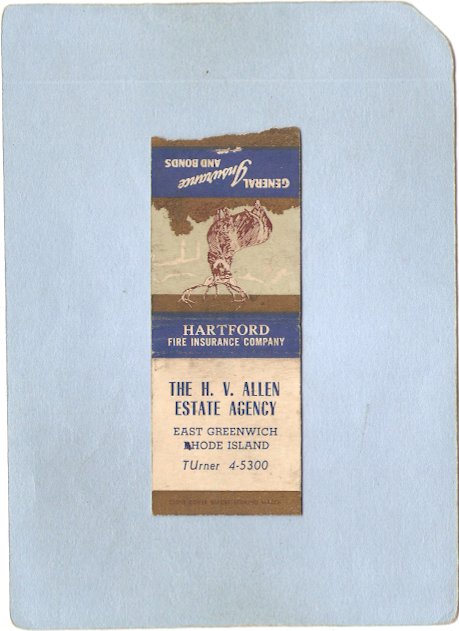 GENERAL
Insurance
AND BONDS
HARTFORD
FIRE INSURANCE COMPANY
THE H. V. ALLEN
ESTATE AGENCY
EAST GREENWICH
RHODE ISLAND
TUrner 4-5300